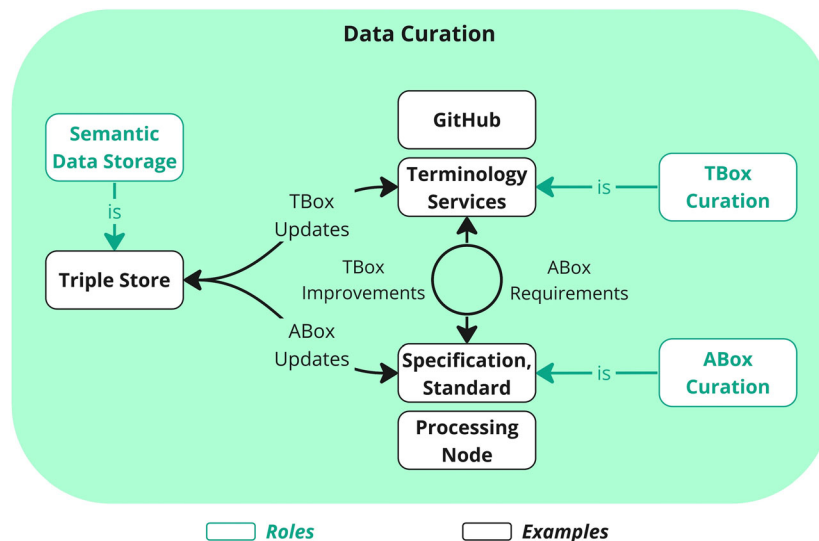 Data Curation
GitHub
Semantic
Data Storage
Terminology
Services
TBox
Curation
is
is
TBox
Updates
Triple Store
TBox
Improvements
ABox
Requirements
ABox
Updates
Specification,
Standard
is
ABox
Curation
Processing
Node
Roles
Examples